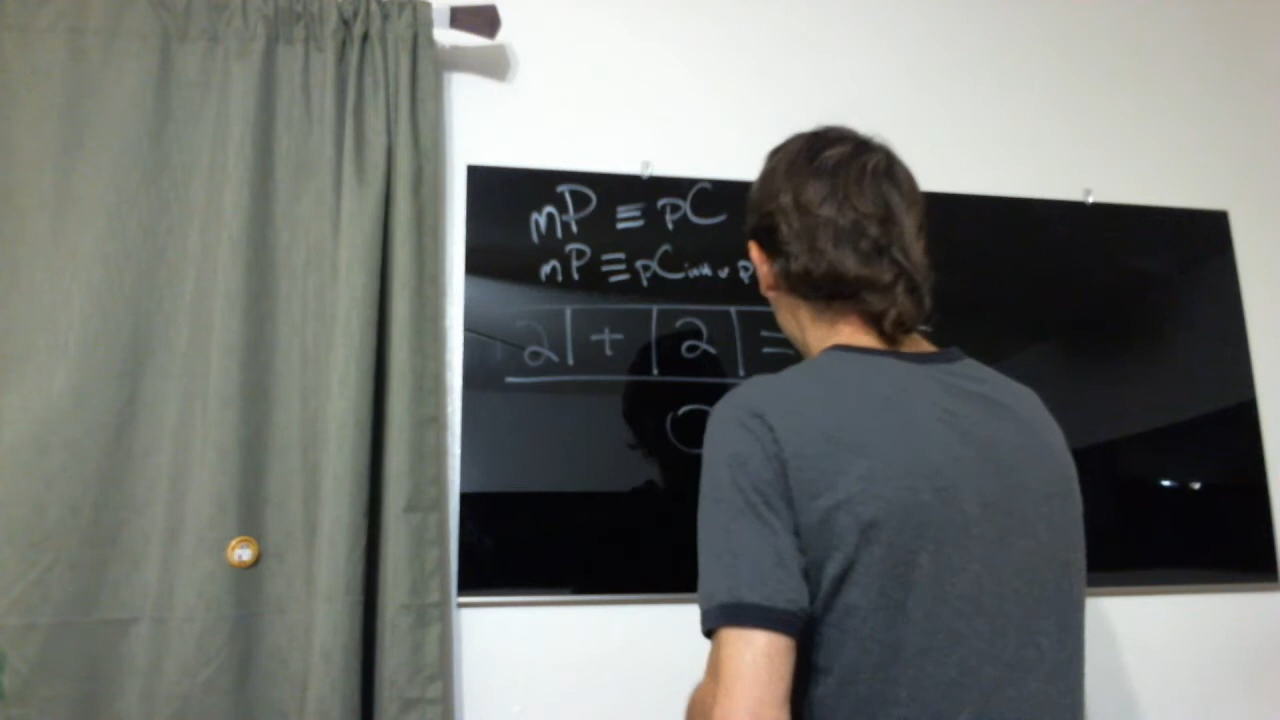 mP ≡ pC
mP ≡ pC
2| + |2| ≡